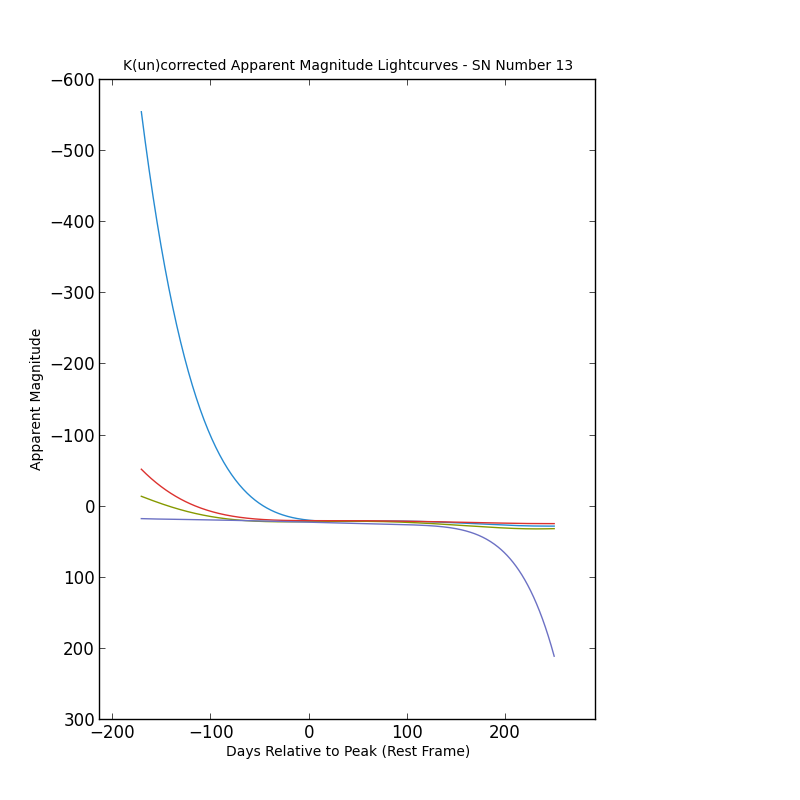 K(un)corrected Apparent Magnitude Lightcurves - SN Number 13
−600
−500
−400
−300
−200
−100
0
100
200
300
Apparent Magnitude
−200 −100 0 100 200
Days Relative to Peak (Rest Frame)